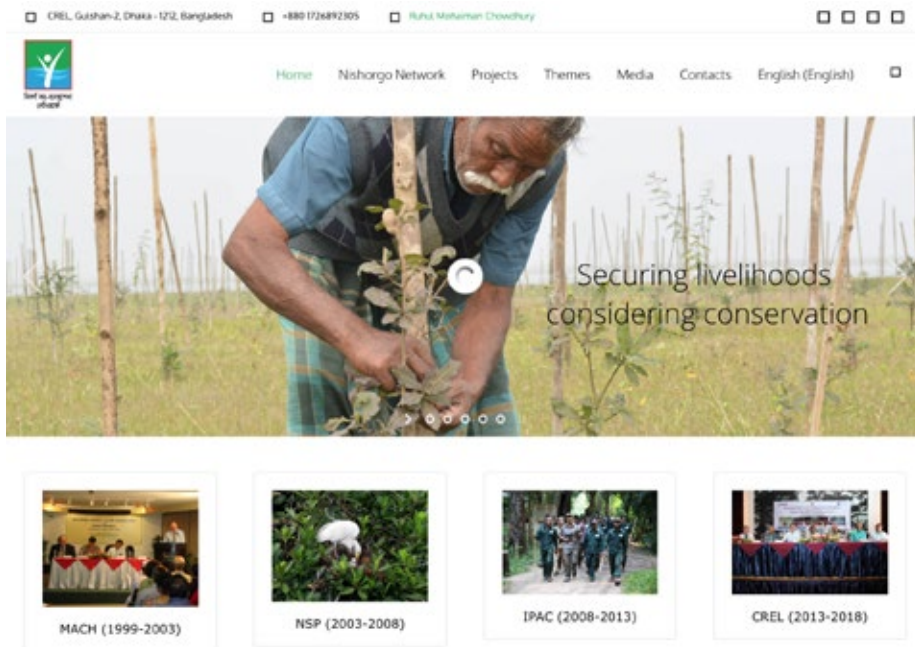 CREL, Gulshan-2, Dhaka - 1212, Bangladesh
+880 1726892305
Ruhul Mohaiman Chowdhury
Home
Nishorgo Network
Projects
Themes
Media
Contacts
English (English)
Securing livelihoods
considering conservation
MACH (1999-2003)
NSP (2003-2008)
IPAC (2008-2013)
CREL (2013-2018)